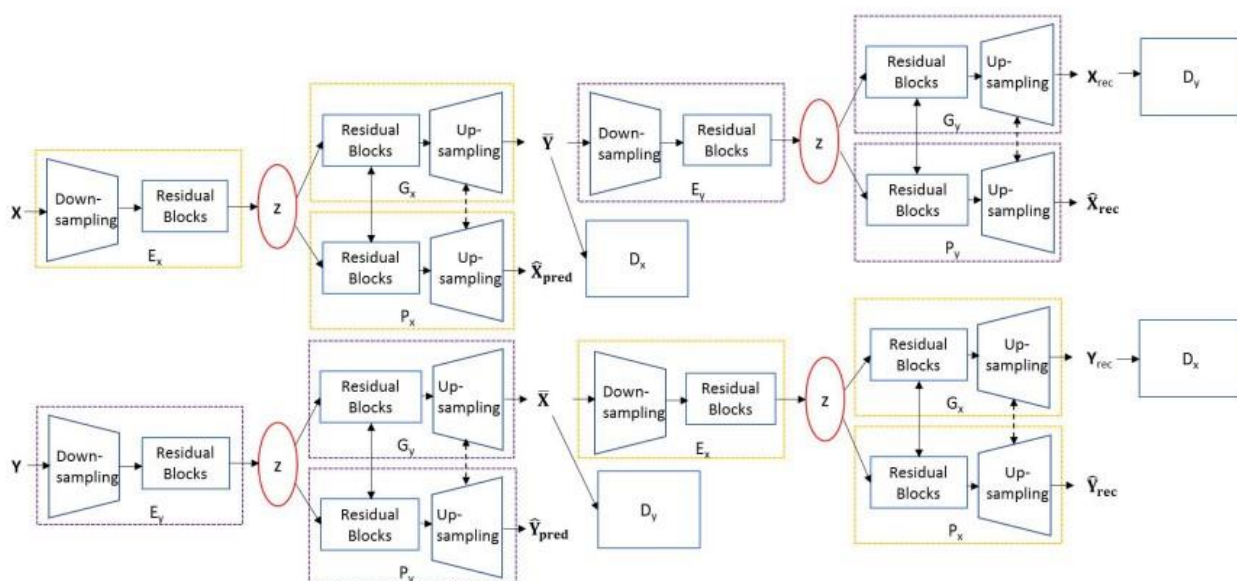 X
Down-
sampling
Residual
Blocks
E_x
z
Residual
Blocks
Up-
sampling
G_x
Residual
Blocks
Up-
sampling
P_x
X̂_pred
Y̅
D_x
Down-
sampling
Residual
Blocks
E_y
z
Residual
Blocks
Up-
sampling
G_y
Residual
Blocks
Up-
sampling
P_y
X_rec
D_y
X̂_rec
Y
Down-
sampling
Residual
Blocks
E_y
z
Residual
Blocks
Up-
sampling
G_y
Residual
Blocks
Up-
sampling
P_y
Ŷ_pred
X̅
D_y
Down-
sampling
Residual
Blocks
E_x
z
Residual
Blocks
Up-
sampling
G_x
Residual
Blocks
Up-
sampling
P_x
Y_rec
D_x
Ŷ_rec